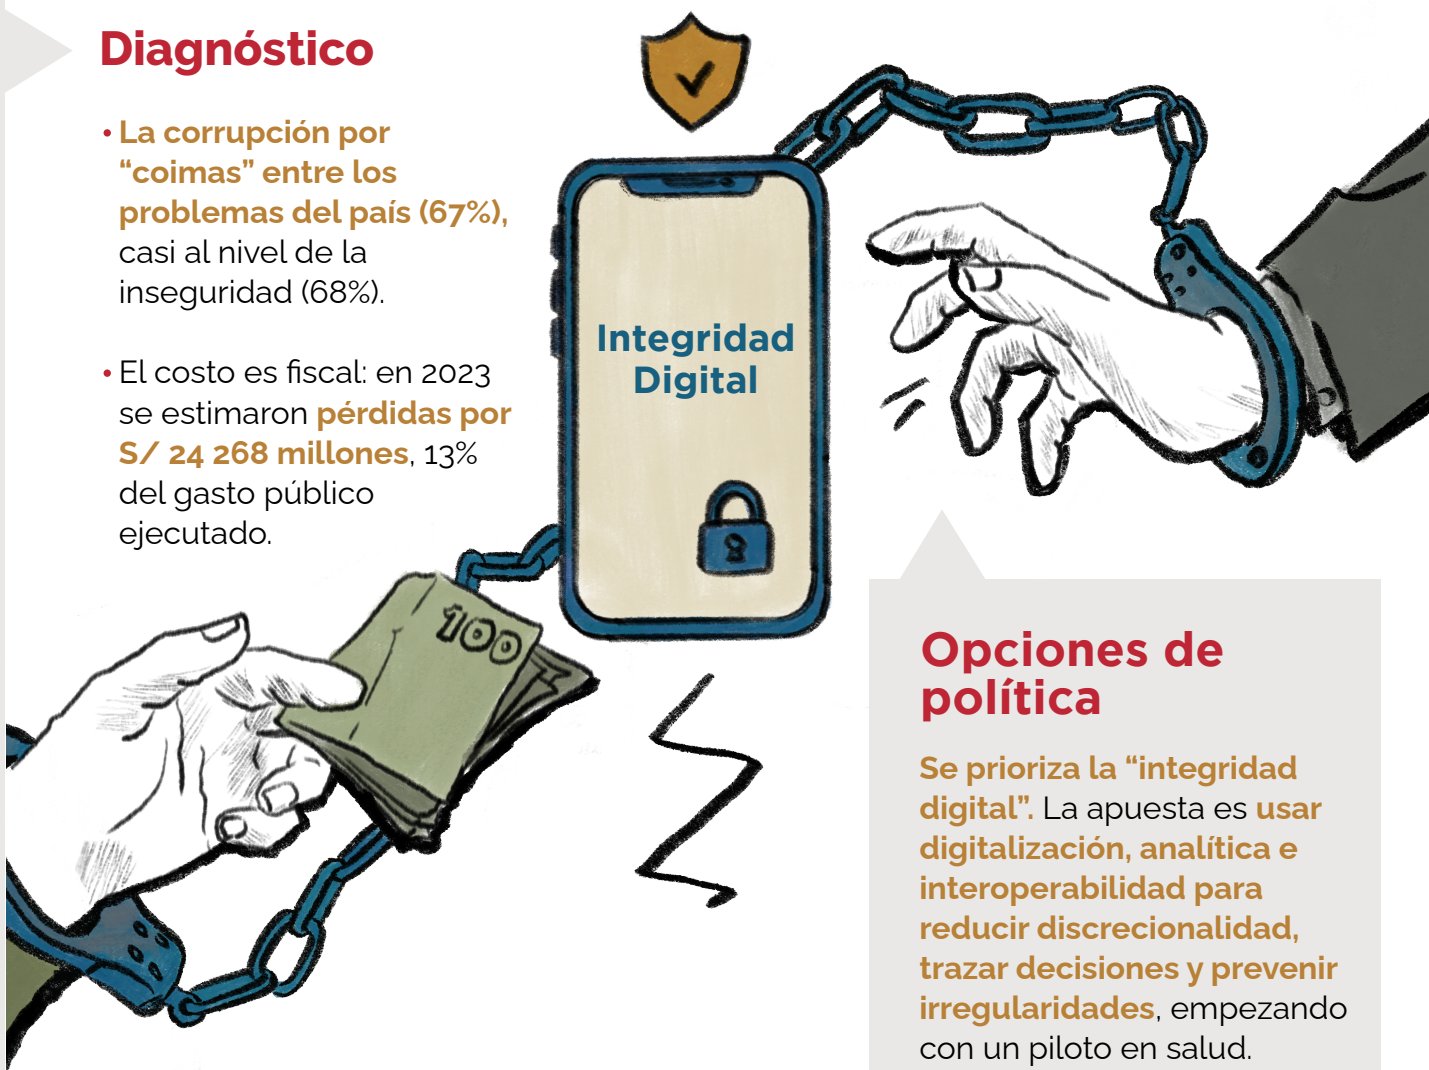 Diagnóstico
• La corrupción por
“coimas” entre los
problemas del país (67%),
casi al nivel de la
inseguridad (68%).
• El costo es fiscal: en 2023
se estimaron pérdidas por
S/ 24 268 millones, 13%
del gasto público
ejecutado.
Integridad
Digital
100
Opciones de
política
Se prioriza la “integridad
digital”. La apuesta es usar
digitalización, analítica e
interoperabilidad para
reducir discrecionalidad,
trazar decisiones y prevenir
irregularidades, empezando
con un piloto en salud.